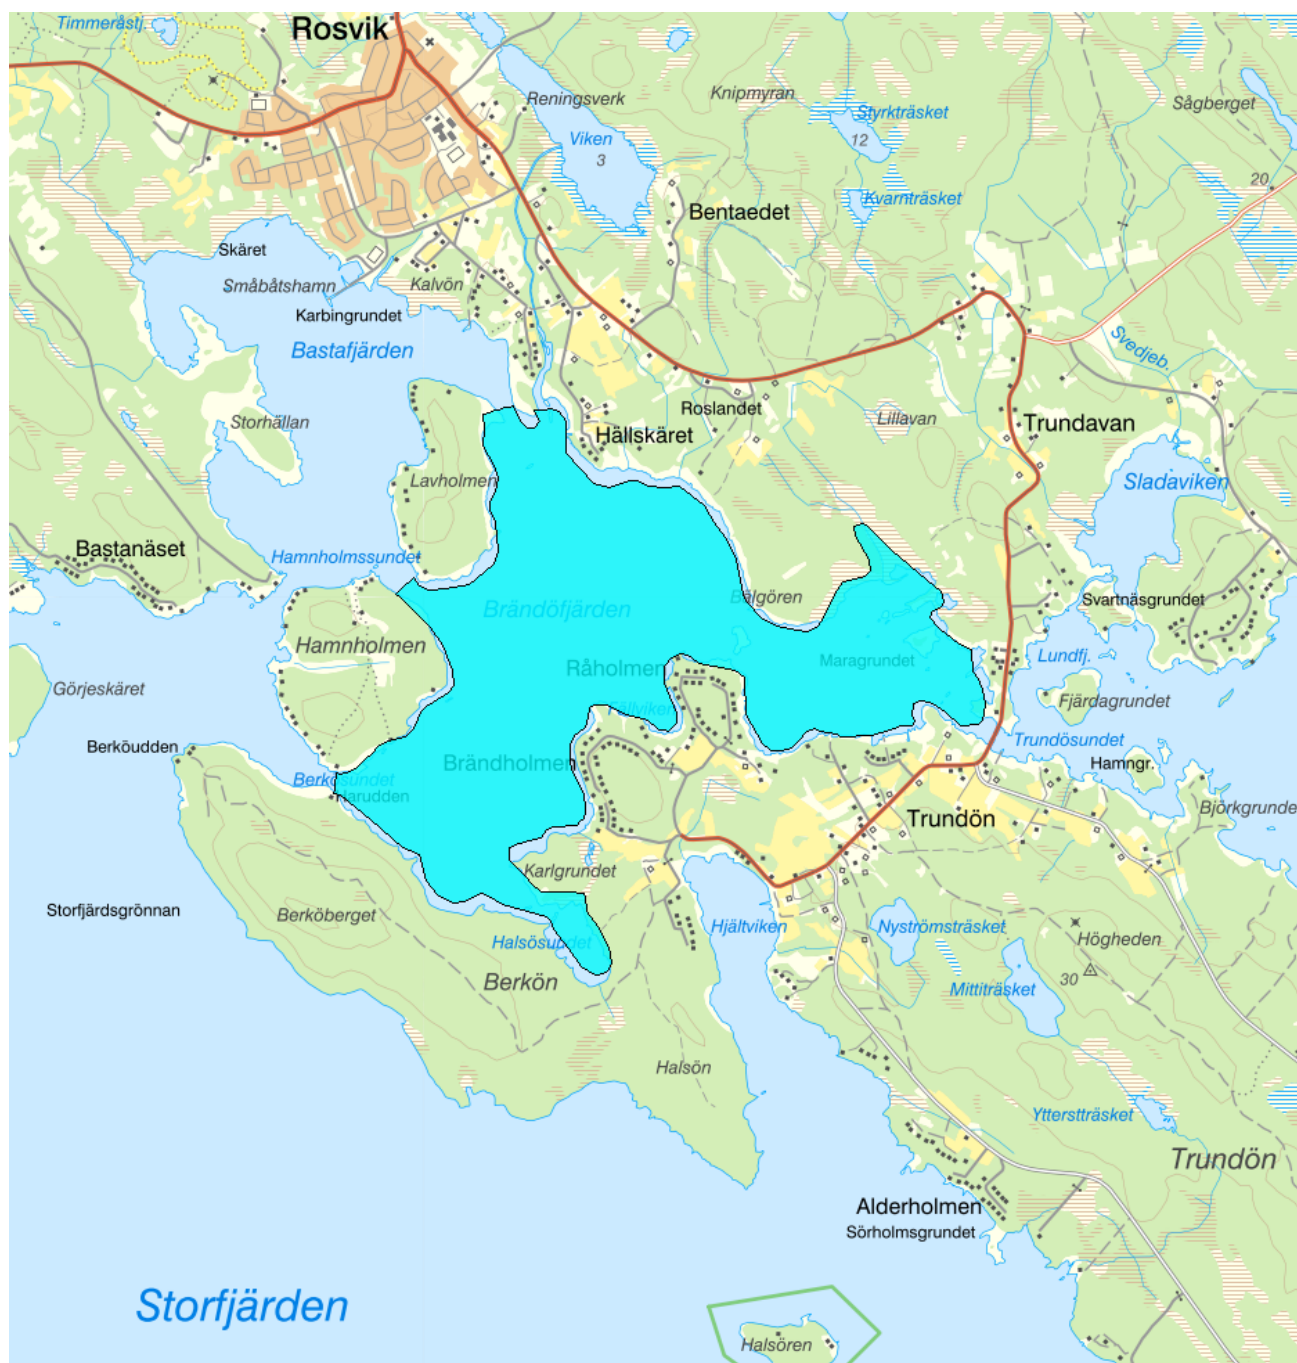 Timmeråstj.
Rosvik
Reningsverk
Knipmyran
Styrkträsket
12
Sågberget
Viken
3
Kvarnträsket
20
Bentaedet
Skäret
Småbåtshamn
Kalvön
Karbingrundet
Bastafjärden
Svedjeb.
Roslandet
Lillavan
Storhällan
Hällskäret
Trundavan
Lavholmen
Sladaviken
Bastanäset
Hamnholmssundet
Brändöfjärden
Bälgören
Svartnäsgrundet
Hamnholmen
Råholmen
Maragrundet
Lundfj.
Görjeskäret
Fällviken
Fjärdagrundet
Berköudden
Trundösundet
Berkösundet
Brändholmen
Hamngr.
Harudden
Björkgrunde
Trundön
Karlgrundet
Storfjärdsgrönnan
Berköberget
Hjältviken
Nyströmsträsket
Högheden
Halsösundet
30
Berkön
Mittiträsket
Halsön
Ytterstträsket
Trundön
Alderholmen
Sörholmsgrundet
Storfjärden
Halsören